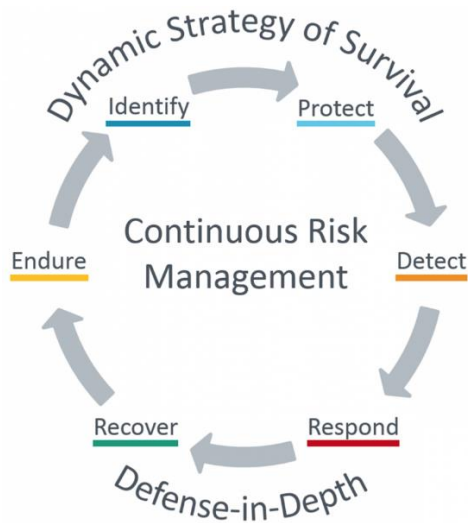 Dynamic Strategy of Survival
Identify
Protect
Endure
Continuous Risk
Management
Detect
Recover
Respond
Defense-in-Depth